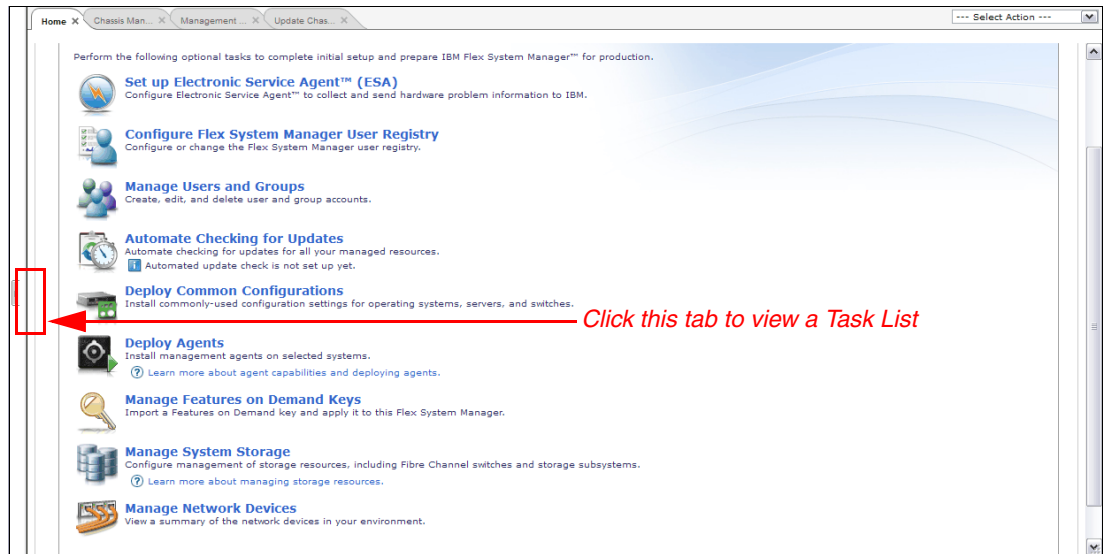 Home X Chassis Man... X Management ... X Update Chas... X
--- Select Action ---
Perform the following optional tasks to complete initial setup and prepare IBM Flex System Manager™ for production.
Set up Electronic Service Agent™ (ESA)
Configure Electronic Service Agent™ to collect and send hardware problem information to IBM.
Configure Flex System Manager User Registry
Configure or change the Flex System Manager user registry.
Manage Users and Groups
Create, edit, and delete user and group accounts.
Automate Checking for Updates
Automate checking for updates for all your managed resources.
Automated update check is not set up yet.
Deploy Common Configurations
Install commonly-used configuration settings for operating systems, servers, and switches.
Click this tab to view a Task List
Deploy Agents
Install management agents on selected systems.
Learn more about agent capabilities and deploying agents.
Manage Features on Demand Keys
Import a Features on Demand key and apply it to this Flex System Manager.
Manage System Storage
Configure management of storage resources, including Fibre Channel switches and storage subsystems.
Learn more about managing storage resources.
Manage Network Devices
View a summary of the network devices in your environment.